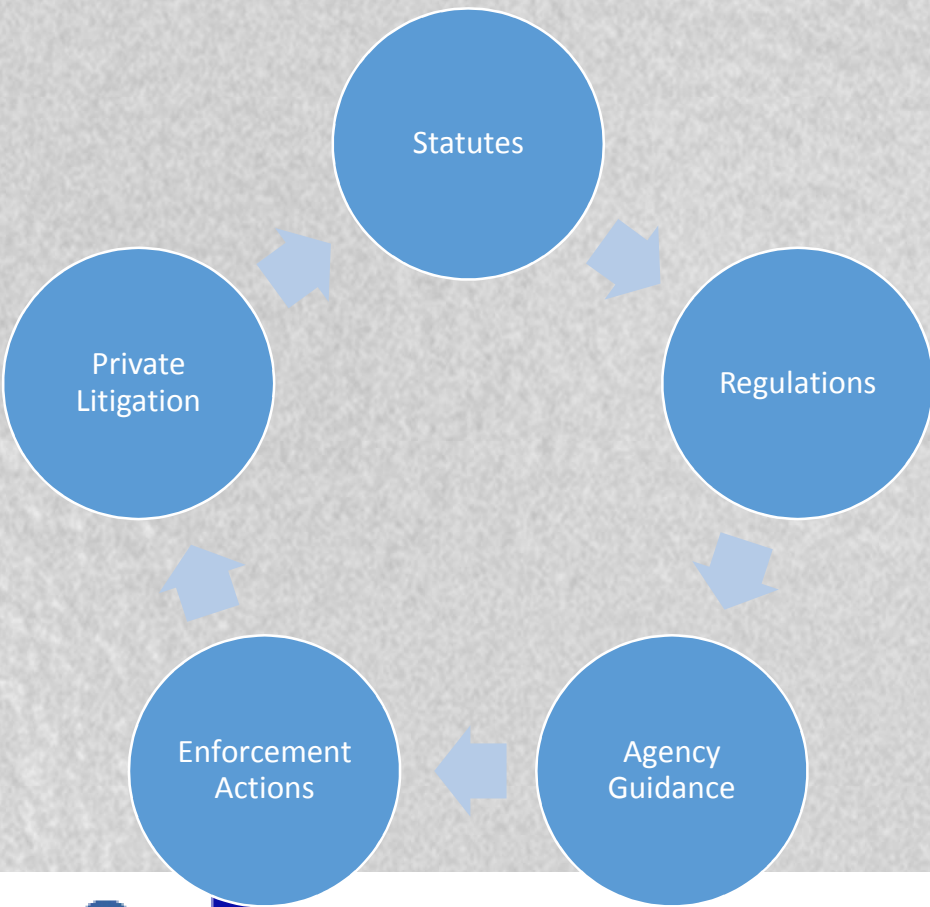 Statutes
Regulations
Agency
Guidance
Enforcement
Actions
Private
Litigation